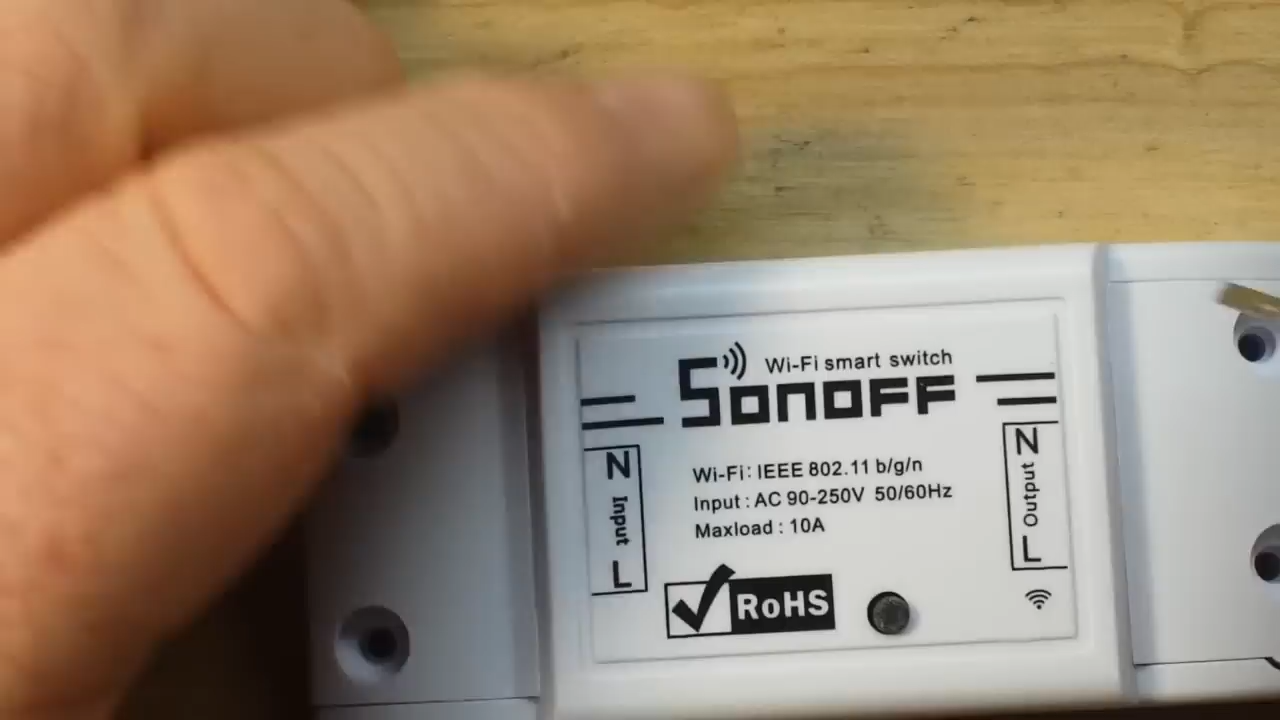 Wi-Fi smart switch
SONOFF
N Input L
Wi-Fi: IEEE 802.11 b/g/n
Input : AC 90-250V 50/60Hz
Maxload : 10A
N Output L
RoHS